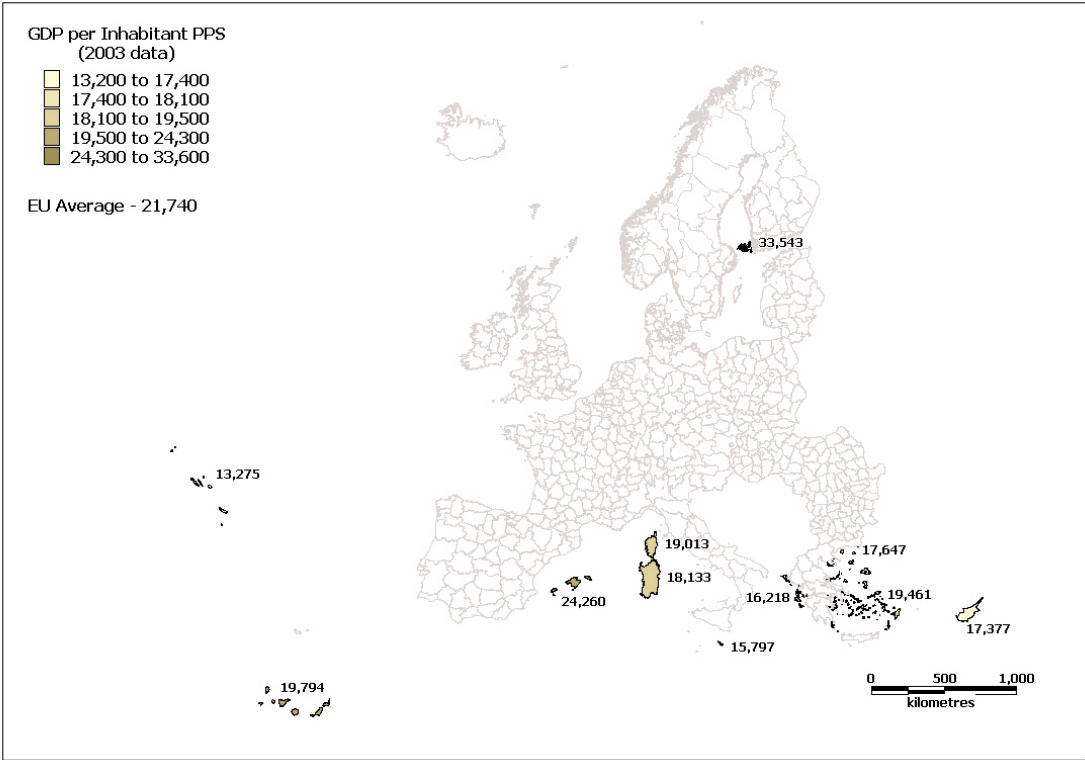 GDP per Inhabitant PPS
(2003 data)
13,200 to 17,400
17,400 to 18,100
18,100 to 19,500
19,500 to 24,300
24,300 to 33,600
EU Average - 21,740
33,543
13,275
19,013
18,133
24,260
17,647
16,218
19,461
17,377
15,797
19,794
0 500 1,000
kilometres